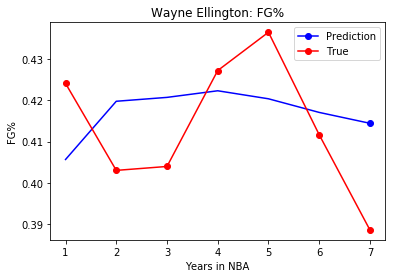 Wayne Ellington: FG%
Prediction
True
0.43
0.42
0.41
0.40
0.39
FG%
1 2 3 4 5 6 7
Years in NBA